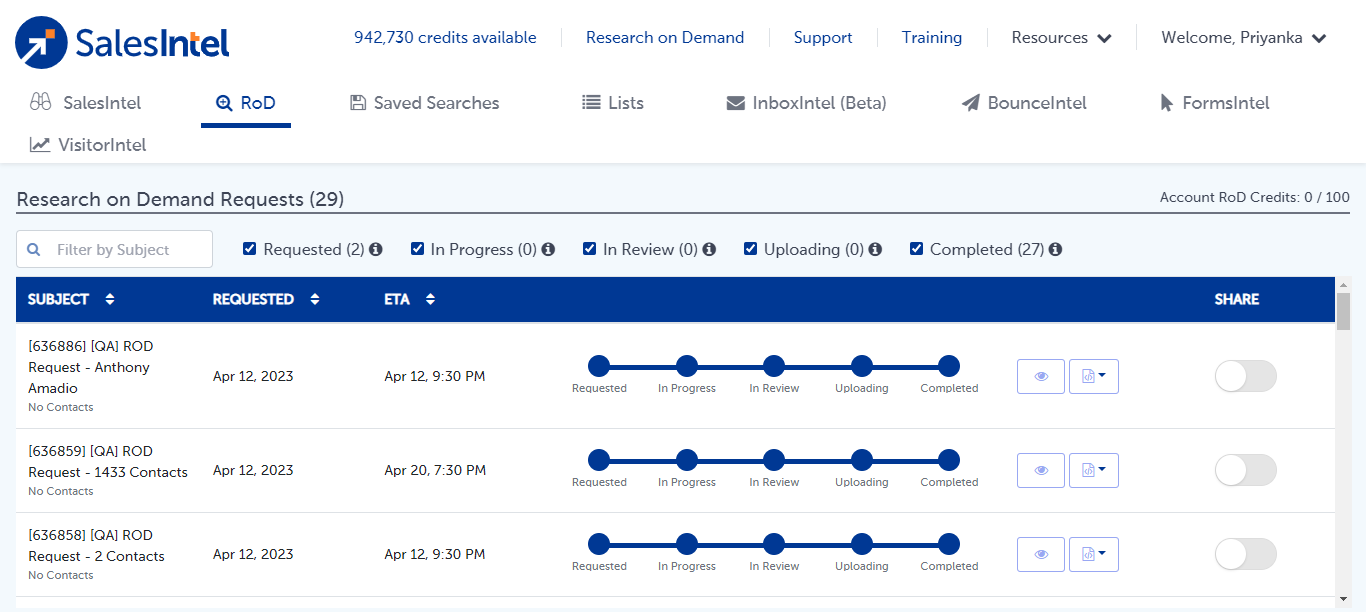 SalesIntel
942,730 credits available
Research on Demand
Support
Training
Resources
Welcome, Priyanka
SalesIntel
RoD
Saved Searches
Lists
InboxIntel (Beta)
BounceIntel
FormsIntel
VisitorIntel
Research on Demand Requests (29)
Account RoD Credits: 0 / 100
Filter by Subject
Requested (2)
In Progress (0)
In Review (0)
Uploading (0)
Completed (27)
SUBJECT
REQUESTED
ETA
SHARE
[636886] [QA] ROD
Request - Anthony
Amadio
No Contacts
Apr 12, 2023
Apr 12, 9:30 PM
Requested
In Progress
In Review
Uploading
Completed
[636859] [QA] ROD
Request - 1433 Contacts
No Contacts
Apr 12, 2023
Apr 20, 7:30 PM
Requested
In Progress
In Review
Uploading
Completed
[636858] [QA] ROD
Request - 2 Contacts
No Contacts
Apr 12, 2023
Apr 12, 9:30 PM
Requested
In Progress
In Review
Uploading
Completed